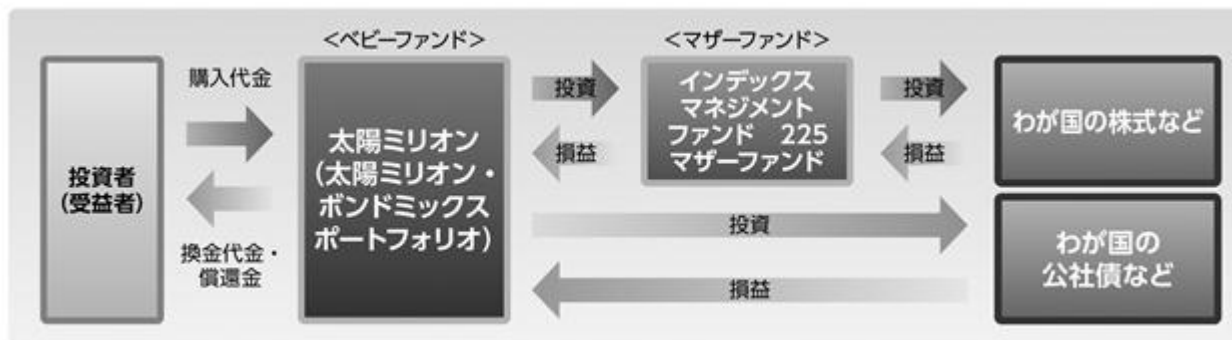 <ベビーファンド>
<マザーファンド>
投資者
(受益者)
購入代金
換金代金・
償還金
太陽ミリオン
(太陽ミリオン・
ボンドミックス
ポートフォリオ)
投資
損益
インデックス
マネジメント
ファンド 225
マザーファンド
投資
損益
わが国の株式など
投資
損益
わが国の
公社債など